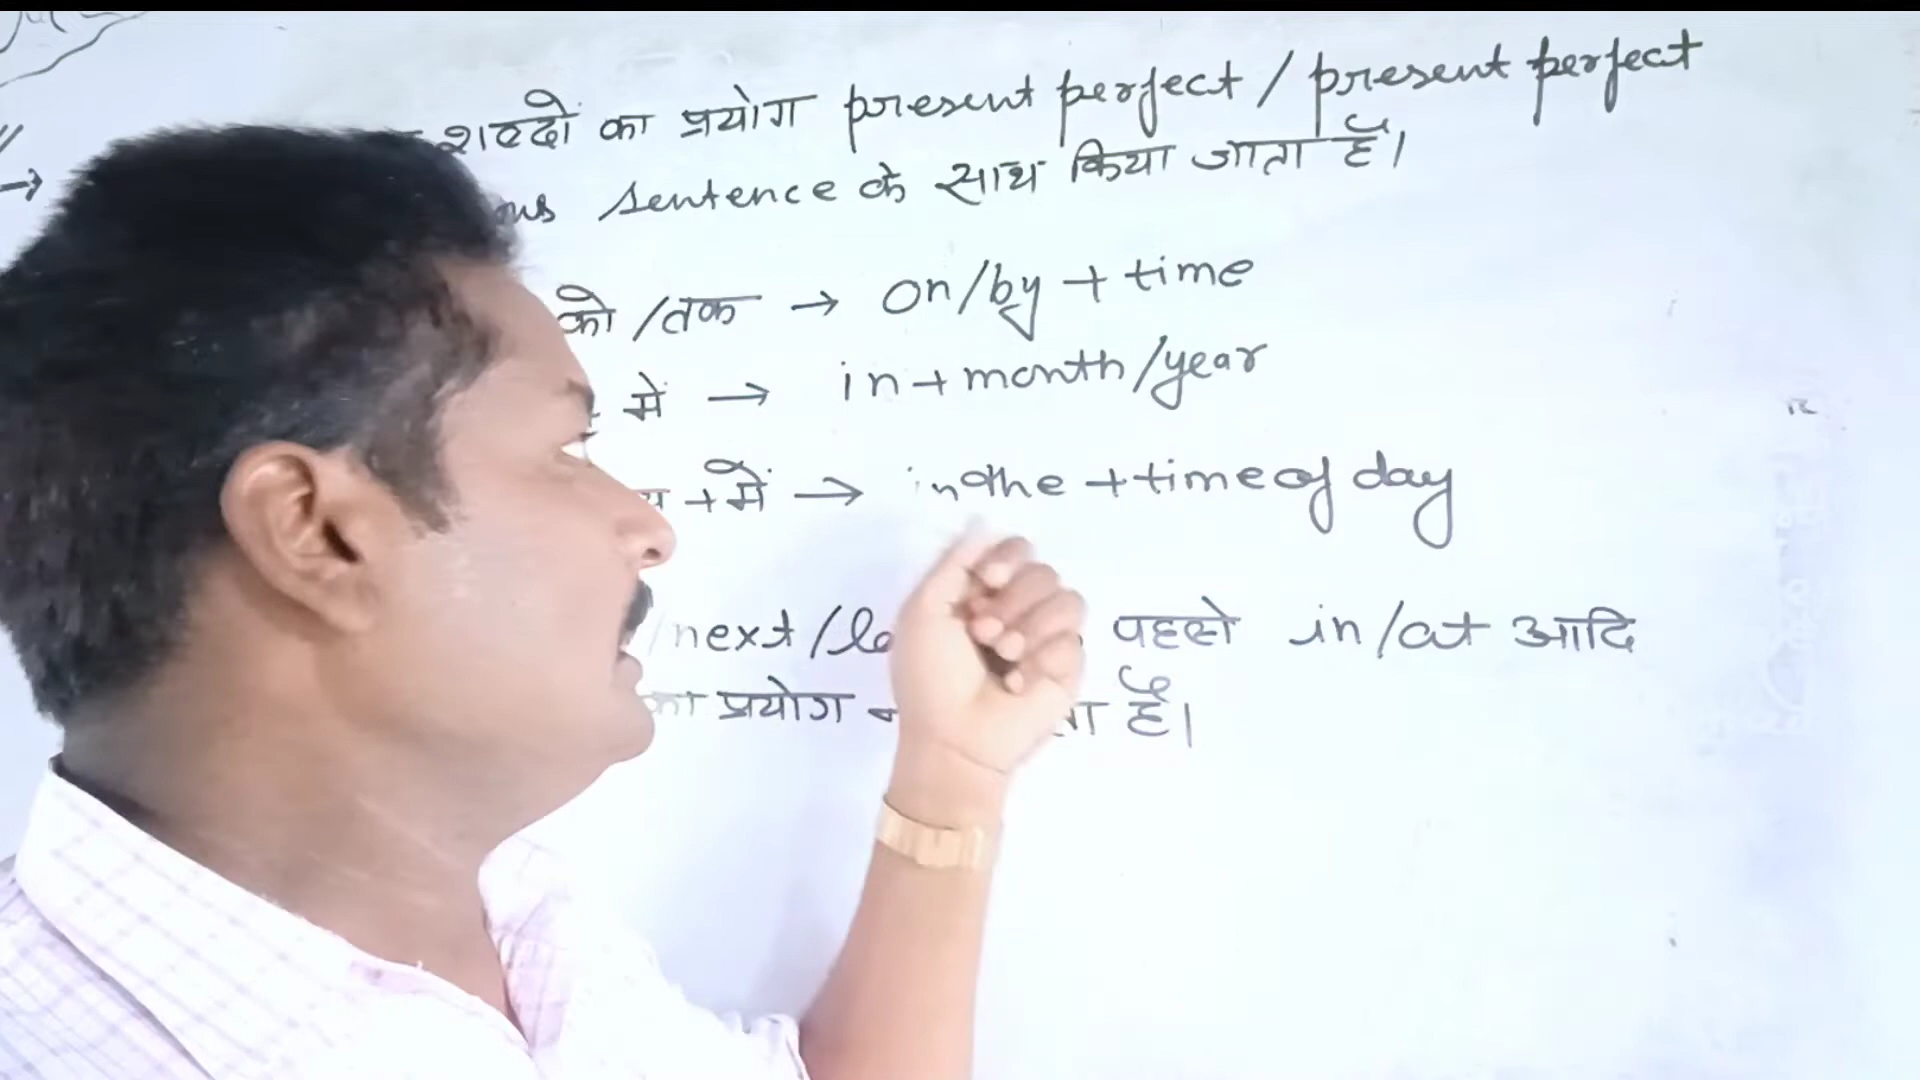 शब्दों का प्रयोग present perfect / present perfect
sentence के साथ किया जाता है।
को /तक → on/by + time
में → in + month/year
+ में → in the + time of day
/next/ पहले in/at आदि
का प्रयोग है।